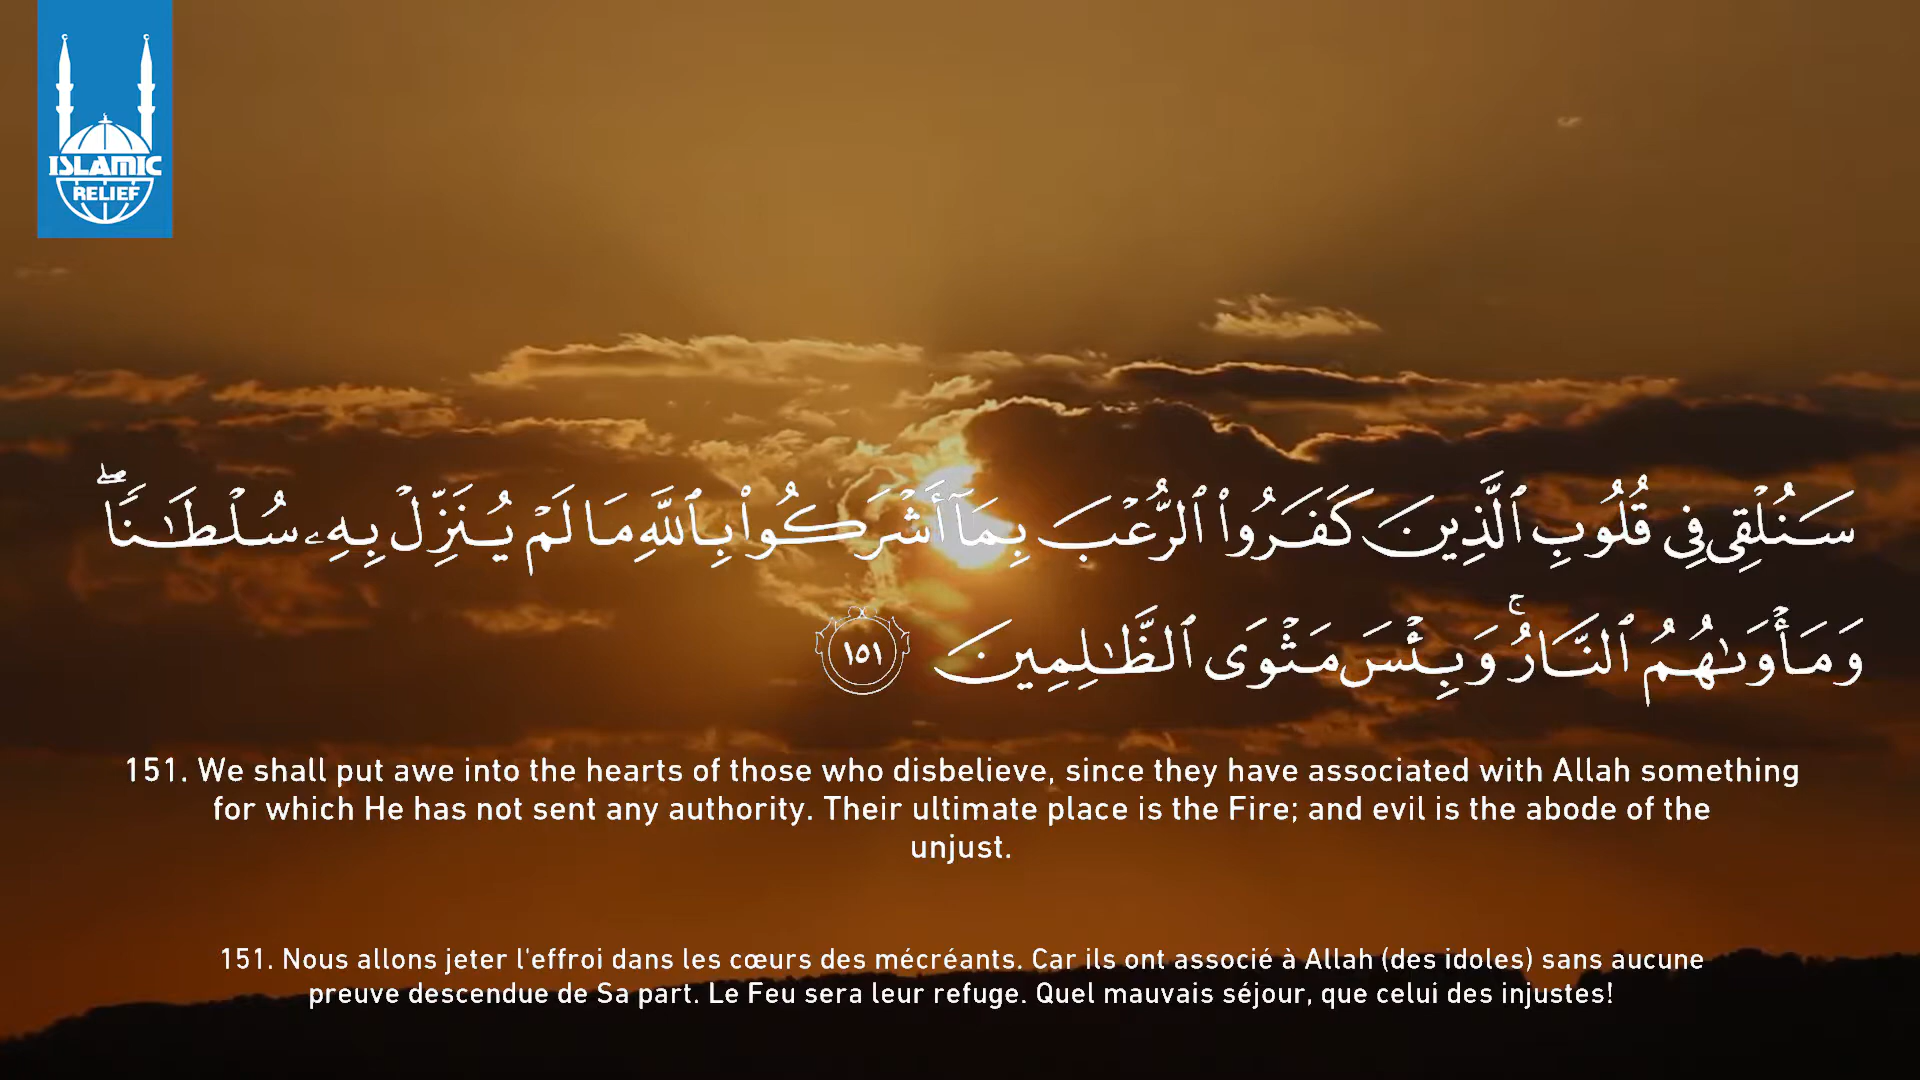 ISLAMIC
RELIEF
سَنُلْقِى فِى قُلُوبِ ٱلَّذِينَ كَفَرُوا۟ ٱلرُّعْبَ بِمَآ أَشْرَكُوا۟ بِٱللَّهِ مَا لَمْ يُنَزِّلْ بِهِۦ سُلْطَـٰنًا ۖ
وَمَأْوَىٰهُمُ ٱلنَّارُ ۚ وَبِئْسَ مَثْوَى ٱلظَّـٰلِمِينَ ١٥١
151. We shall put awe into the hearts of those who disbelieve, since they have associated with Allah something
for which He has not sent any authority. Their ultimate place is the Fire; and evil is the abode of the
unjust.
151. Nous allons jeter l'effroi dans les cœurs des mécréants. Car ils ont associé à Allah (des idoles) sans aucune
preuve descendue de Sa part. Le Feu sera leur refuge. Quel mauvais séjour, que celui des injustes!